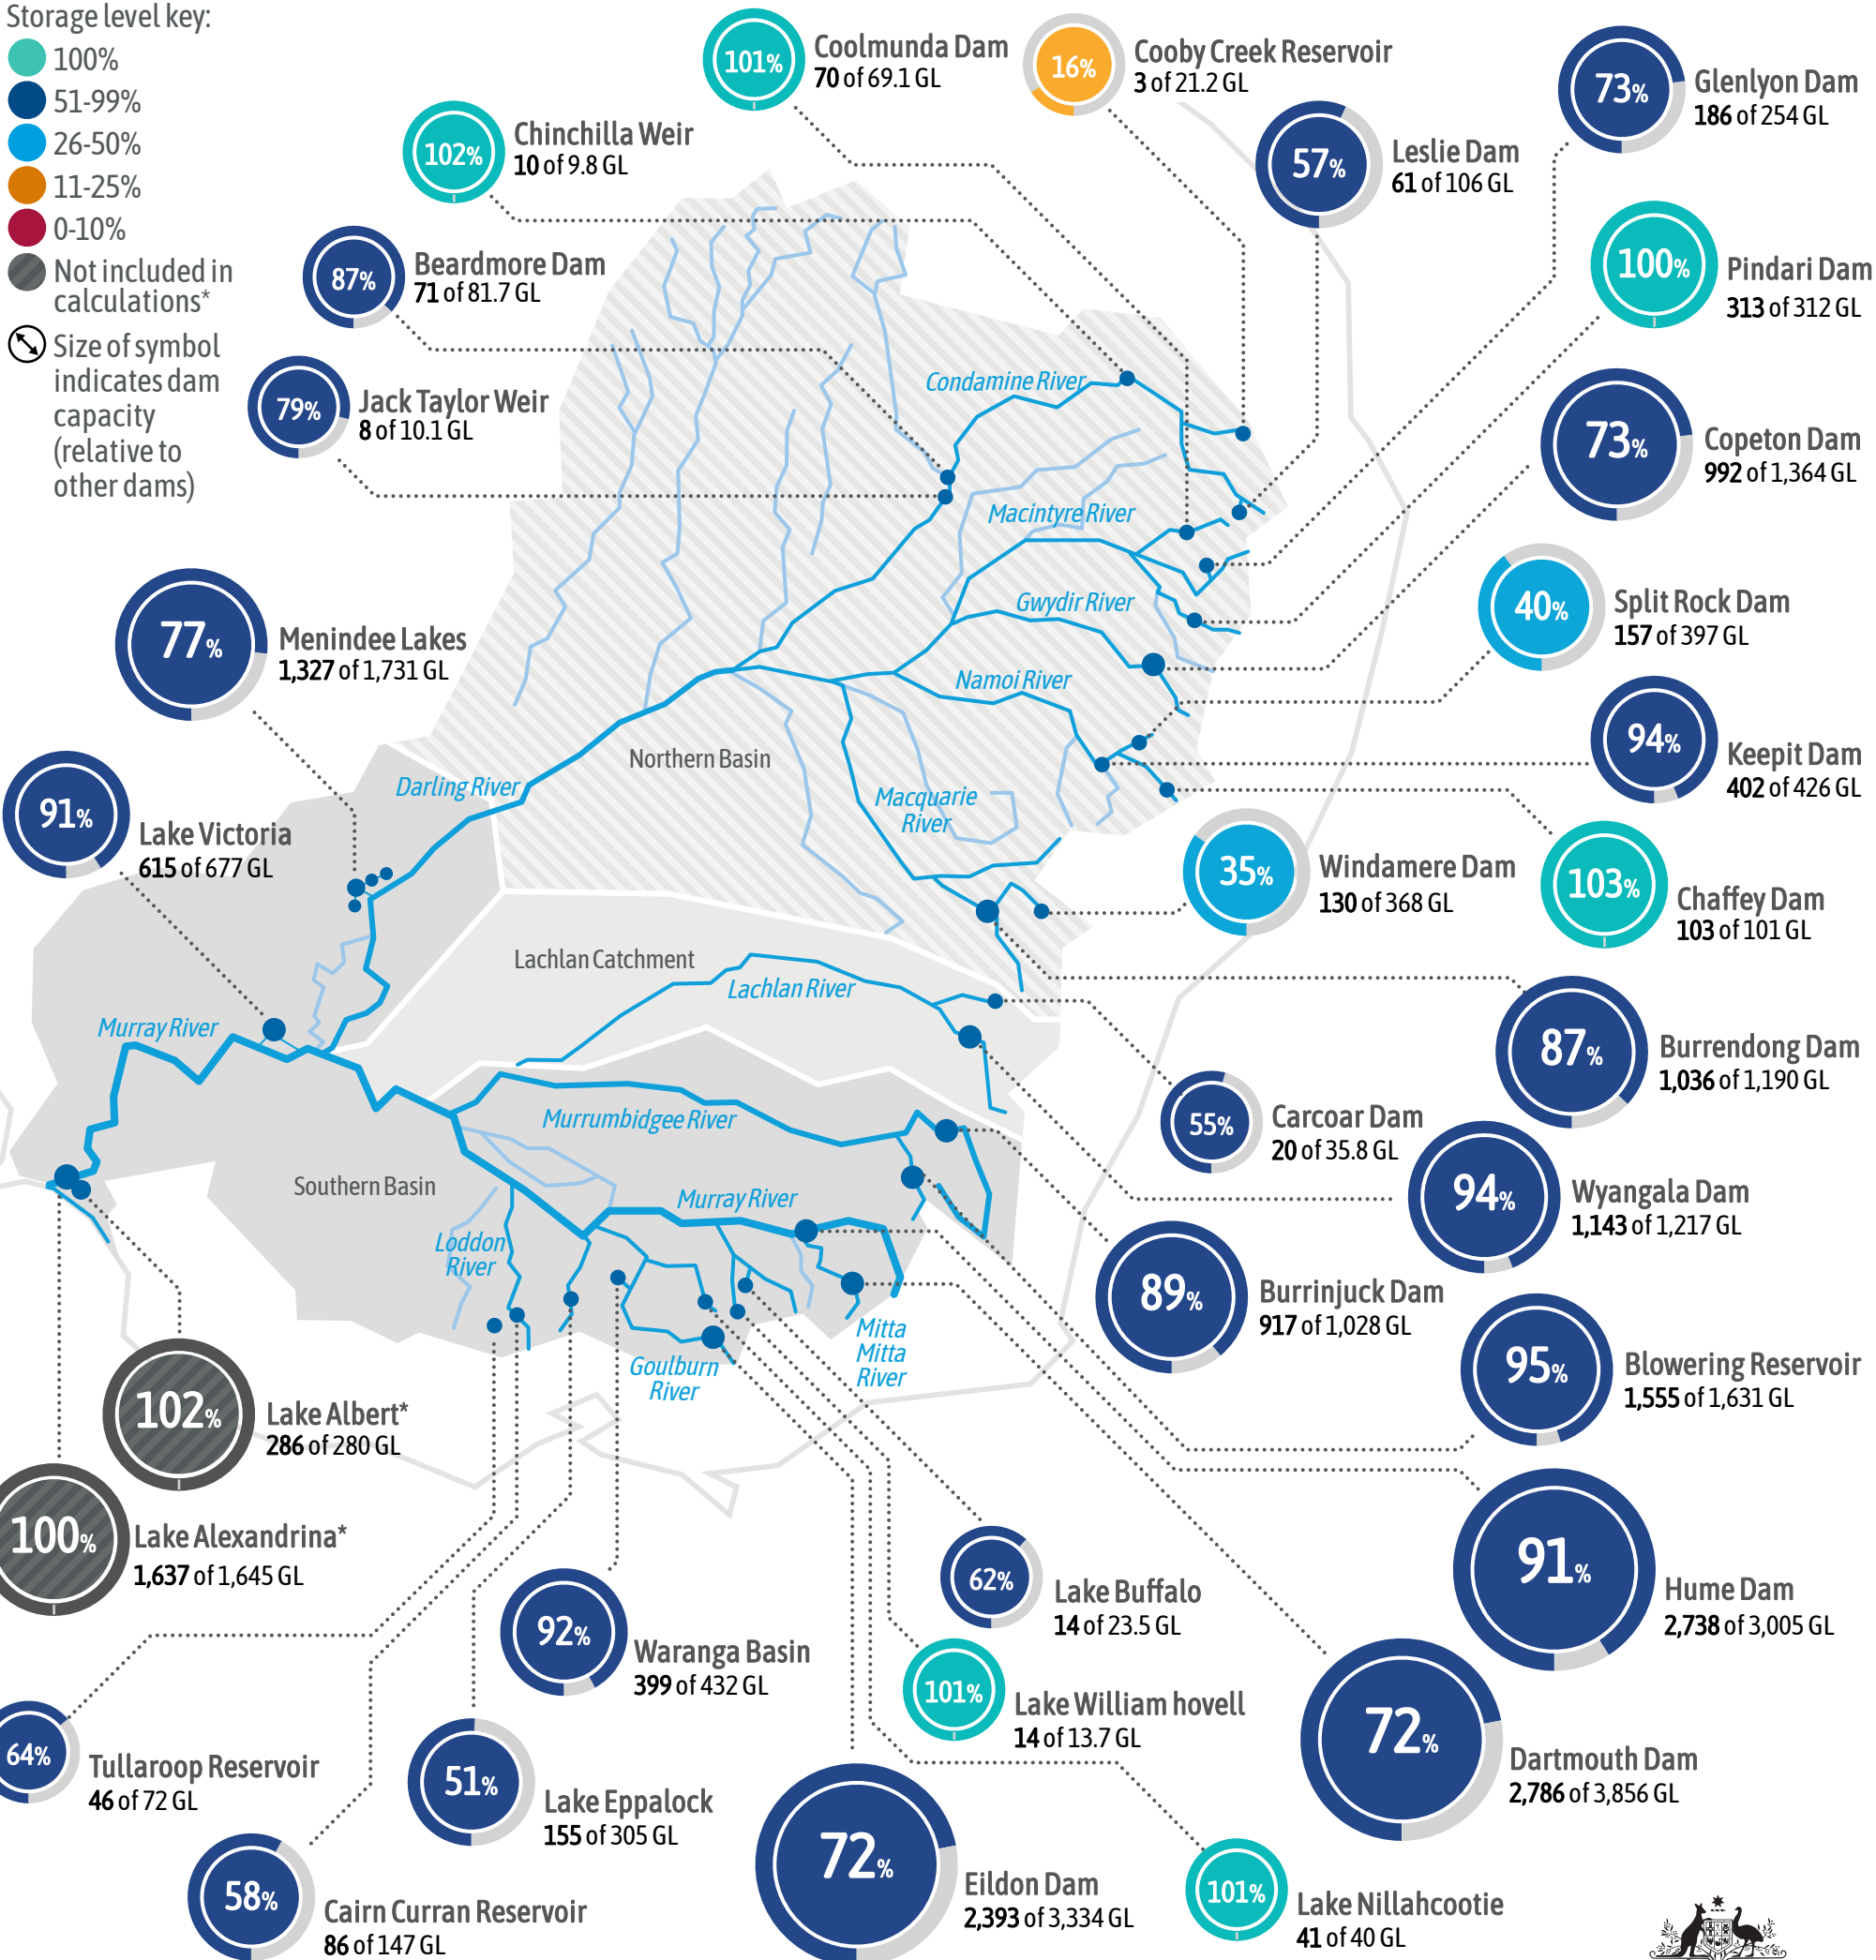 Storage level key:
100%
51-99%
26-50%
11-25%
0-10%
Not included in
calculations*
Size of symbol
indicates dam
capacity
(relative to
other dams)
101%
Coolmunda Dam
70 of 69.1 GL
16%
Cooby Creek Reservoir
3 of 21.2 GL
73%
Glenlyon Dam
186 of 254 GL
102%
Chinchilla Weir
10 of 9.8 GL
57%
Leslie Dam
61 of 106 GL
87%
Beardmore Dam
71 of 81.7 GL
100%
Pindari Dam
313 of 312 GL
79%
Jack Taylor Weir
8 of 10.1 GL
Condamine River
73%
Copeton Dam
992 of 1,364 GL
Macintyre River
77%
Menindee Lakes
1,327 of 1,731 GL
Gwydir River
40%
Split Rock Dam
157 of 397 GL
Namoi River
94%
Keepit Dam
402 of 426 GL
Northern Basin
Darling River
Macquarie
River
91%
Lake Victoria
615 of 677 GL
35%
Windamere Dam
130 of 368 GL
103%
Chaffey Dam
103 of 101 GL
Lachlan Catchment
Lachlan River
Murray River
87%
Burrendong Dam
1,036 of 1,190 GL
55%
Carcoar Dam
20 of 35.8 GL
Murrumbidgee River
94%
Wyangala Dam
1,143 of 1,217 GL
Southern Basin
Murray River
Loddon
River
89%
Burrinjuck Dam
917 of 1,028 GL
Mitta
Mitta
River
Goulburn
River
95%
Blowering Reservoir
1,555 of 1,631 GL
102%
Lake Albert*
286 of 280 GL
100%
Lake Alexandrina*
1,637 of 1,645 GL
91%
Hume Dam
2,738 of 3,005 GL
62%
Lake Buffalo
14 of 23.5 GL
92%
Waranga Basin
399 of 432 GL
101%
Lake William hovell
14 of 13.7 GL
72%
Dartmouth Dam
2,786 of 3,856 GL
64%
Tullaroop Reservoir
46 of 72 GL
51%
Lake Eppalock
155 of 305 GL
72%
Eildon Dam
2,393 of 3,334 GL
101%
Lake Nillahcootie
41 of 40 GL
58%
Cairn Curran Reservoir
86 of 147 GL